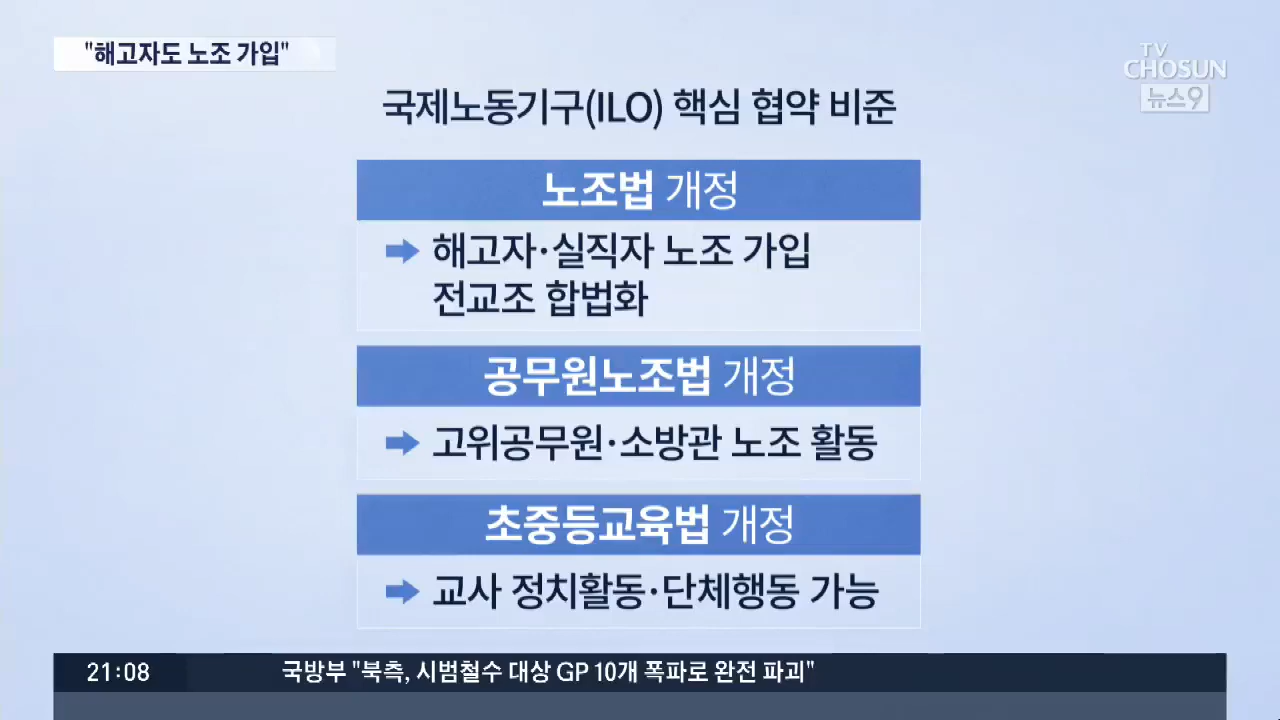 "해고자도 노조 가입"
TV
CHOSUN
뉴스9
국제노동기구(ILO) 핵심 협약 비준
노조법 개정
해고자·실직자 노조 가입
전교조 합법화
공무원노조법 개정
고위공무원·소방관 노조 활동
초중등교육법 개정
교사 정치활동·단체행동 가능
21:08 국방부 "북측, 시범철수 대상 GP 10개 폭파로 완전 파괴"